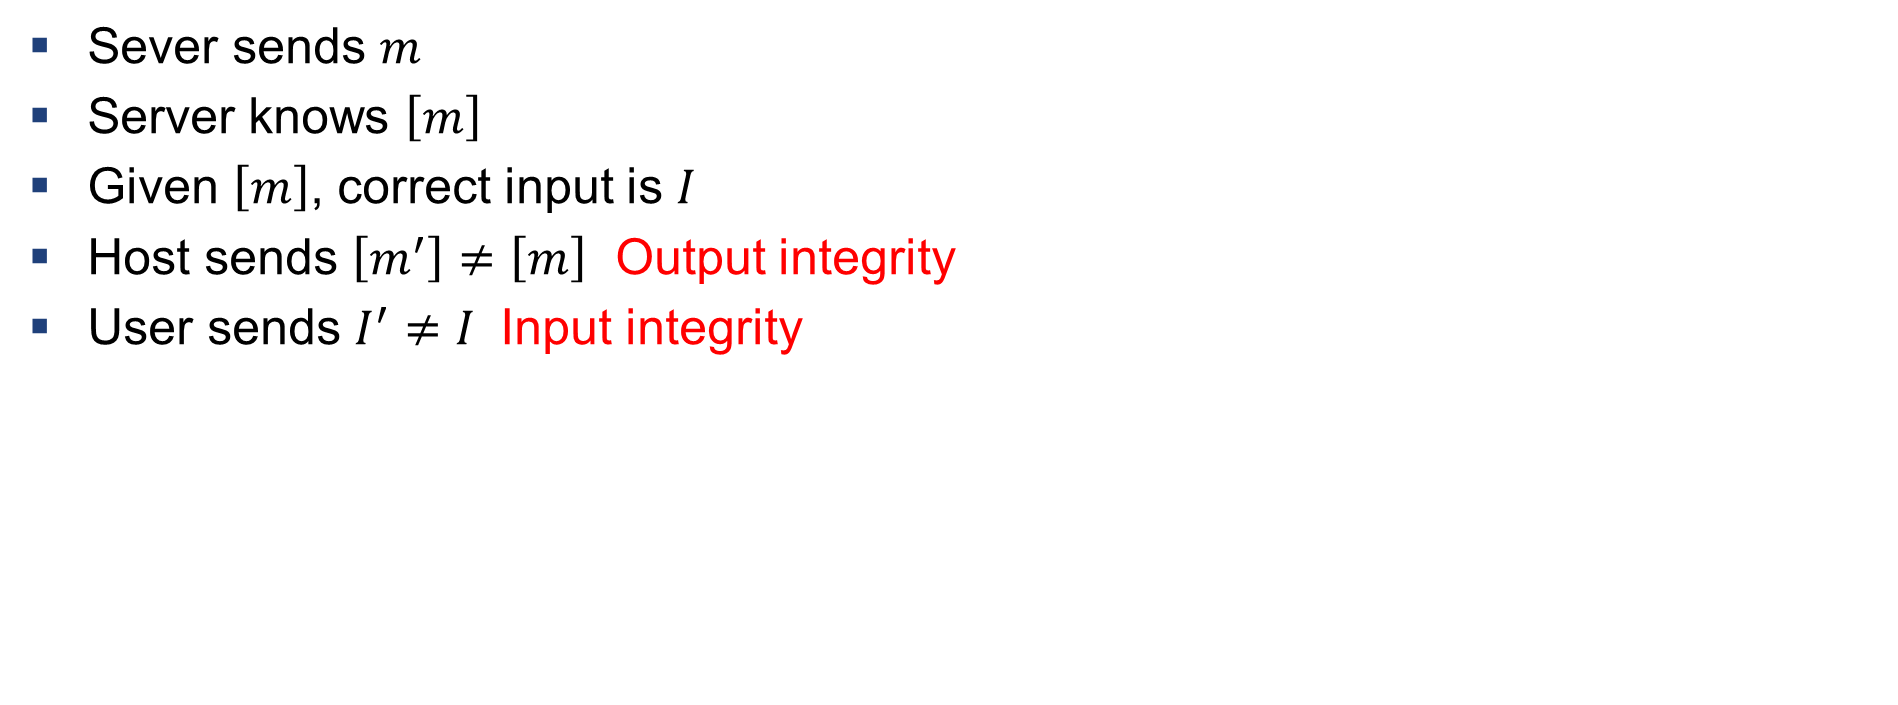 ▪ Sever sends m
▪ Server knows [m]
▪ Given [m], correct input is I
▪ Host sends [m′] ≠ [m] Output integrity
▪ User sends I′ ≠ I Input integrity